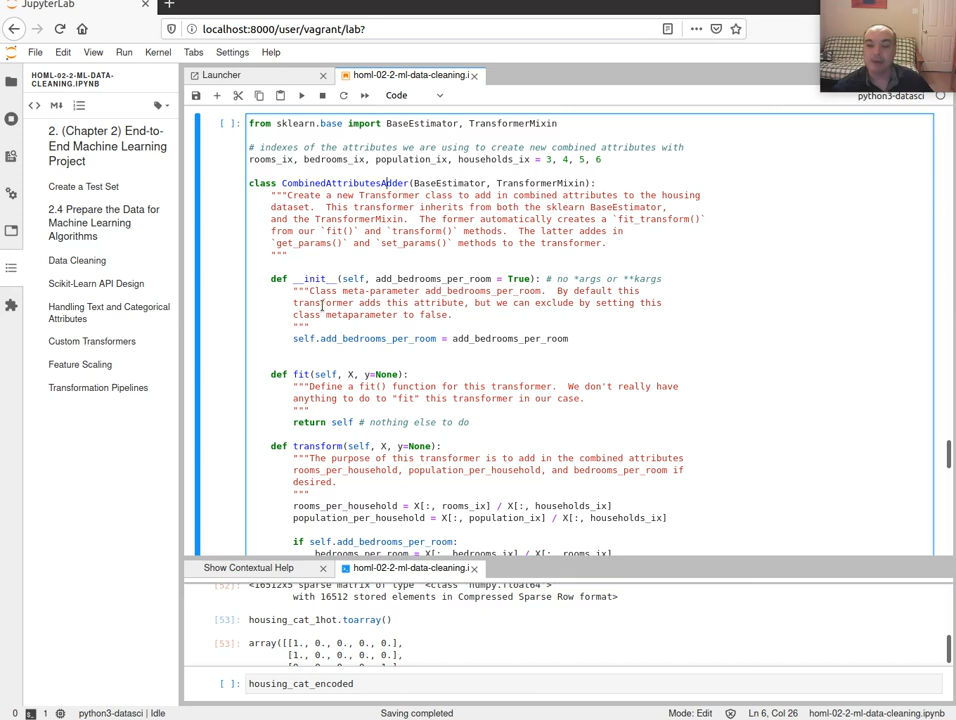 JupyterLab
localhost:8000/user/vagrant/lab?
File Edit View Run Kernel Tabs Settings Help
HOML-02-2-ML-DATA-
CLEANING.IPYNB
2. (Chapter 2) End-to-
End Machine Learning
Project
Create a Test Set
2.4 Prepare the Data for
Machine Learning
Algorithms
Data Cleaning
Scikit-Learn API Design
Handling Text and Categorical
Attributes
Custom Transformers
Feature Scaling
Transformation Pipelines
Launcher
homl-02-2-ml-data-cleaning.i
Code
python3-datasci
[ ]: from sklearn.base import BaseEstimator, TransformerMixin
# indexes of the attributes we are using to create new combined attributes with
rooms_ix, bedrooms_ix, population_ix, households_ix = 3, 4, 5, 6
class CombinedAttributesAdder(BaseEstimator, TransformerMixin):
"""Create a new Transformer class to add in combined attributes to the housing
dataset.  This transformer inherits from both the sklearn BaseEstimator,
and the TransformerMixin.  The former automatically creates a `fit_transform()`
from our `fit()` and `transform()` methods.  The latter addes in
`get_params()` and `set_params()` methods to the transformer.
"""
def __init__(self, add_bedrooms_per_room = True): # no *args or **kargs
"""Class meta-parameter add_bedrooms_per_room.  By default this
transformer adds this attribute, but we can exclude by setting this
class metaparameter to false.
"""
self.add_bedrooms_per_room = add_bedrooms_per_room
def fit(self, X, y=None):
"""Define a fit() function for this transformer.  We don't really have
anything to do to "fit" this transformer in our case.
"""
return self # nothing else to do
def transform(self, X, y=None):
"""The purpose of this transformer is to add in the combined attributes
rooms_per_household, population_per_household, and bedrooms_per_room if
desired.
"""
rooms_per_household = X[:, rooms_ix] / X[:, households_ix]
population_per_household = X[:, population_ix] / X[:, households_ix]
if self.add_bedrooms_per_room:
bedrooms_per_room = X[:, bedrooms_ix] / X[:, rooms_ix]
Show Contextual Help
homl-02-2-ml-data-cleaning.i
[52]: <16512x5 sparse matrix of type '<class 'numpy.float64'>'
with 16512 stored elements in Compressed Sparse Row format>
[53]: housing_cat_1hot.toarray()
[53]: array([[1., 0., 0., 0., 0.],
[1., 0., 0., 0., 0.],
[ ]: housing_cat_encoded
0 1 python3-datasci | Idle
Saving completed
Mode: Edit
Ln 6, Col 26
homl-02-2-ml-data-cleaning.ipynb